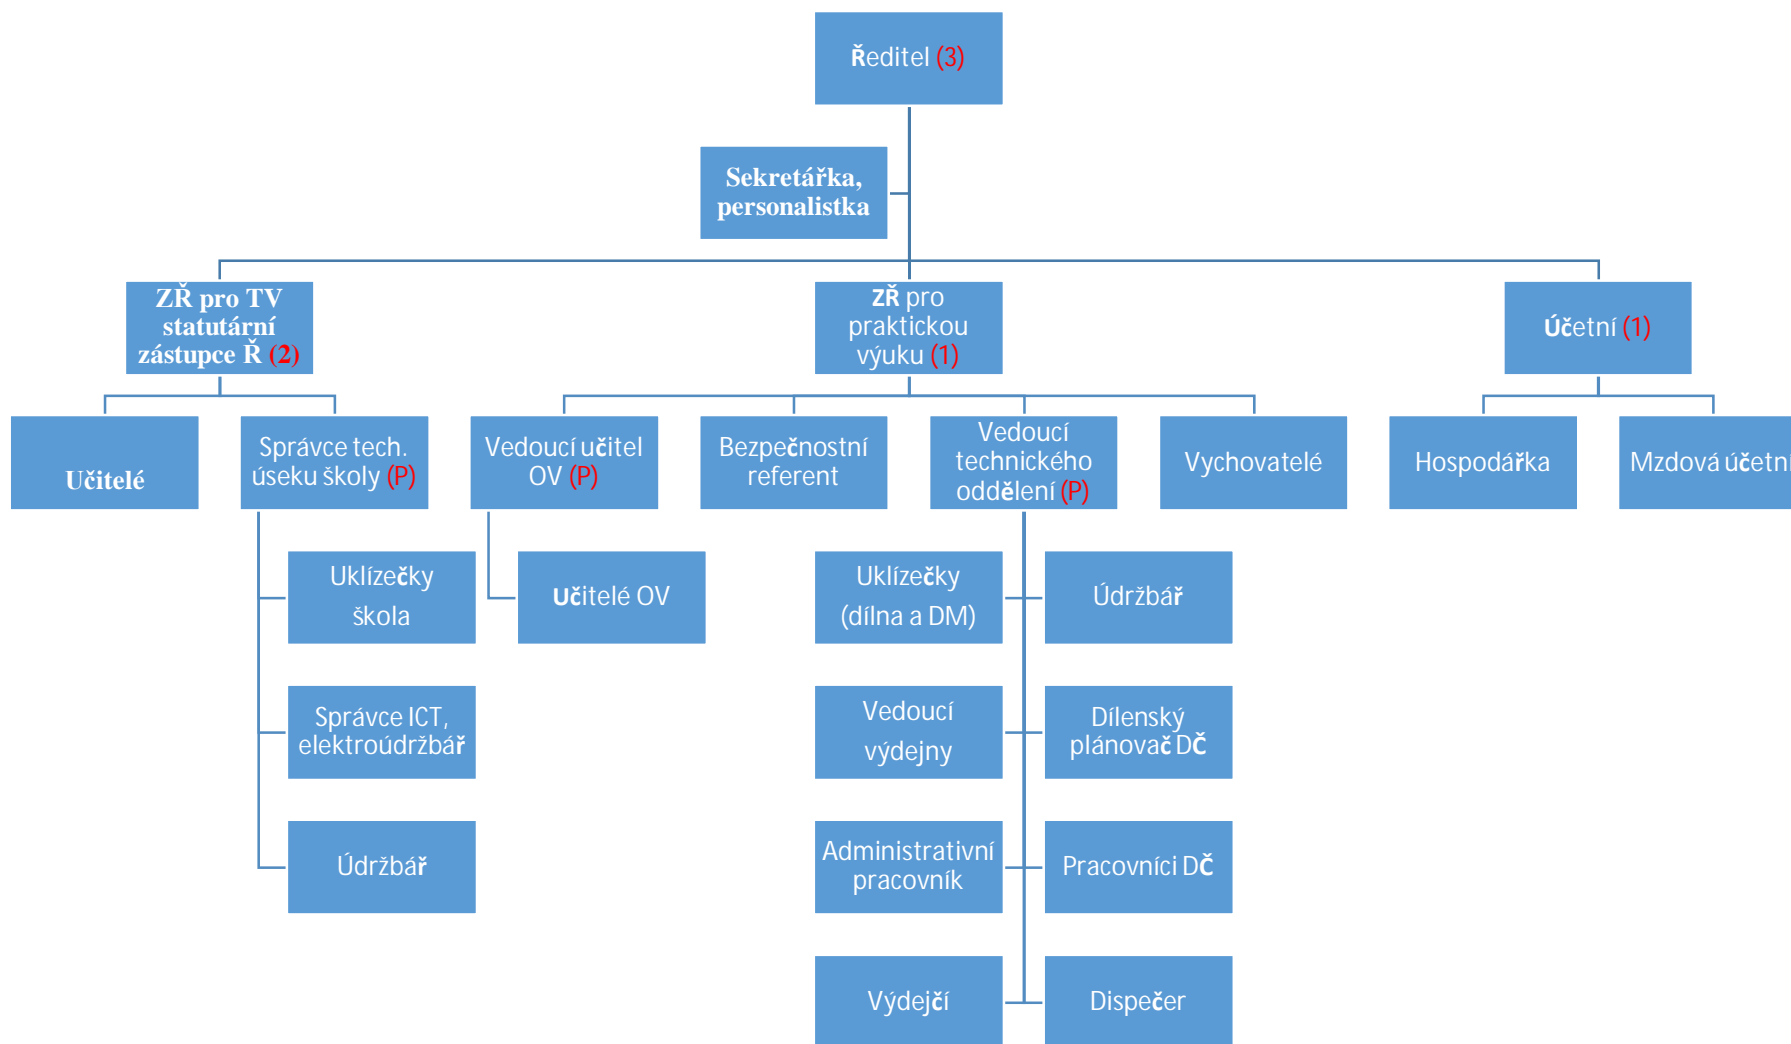 Ředitel (3)
Sekretářka,
personalistka
ZŘ pro TV
statutární
zástupce Ř (2)
ZŘ pro
praktickou
výuku (1)
Účetní (1)
Učitelé
Správce tech.
úseku školy (P)
Vedoucí učitel
OV (P)
Bezpečnostní
referent
Vedoucí
technického
oddělení (P)
Vychovatelé
Hospodářka
Mzdová účetní
Uklízečky
škola
Učitelé OV
Uklízečky
(dílna a DM)
Údržbář
Správce ICT,
elektroúdržbář
Vedoucí
výdejny
Dílenský
plánovač DČ
Údržbář
Administrativní
pracovník
Pracovníci DČ
Výdejčí
Dispečer